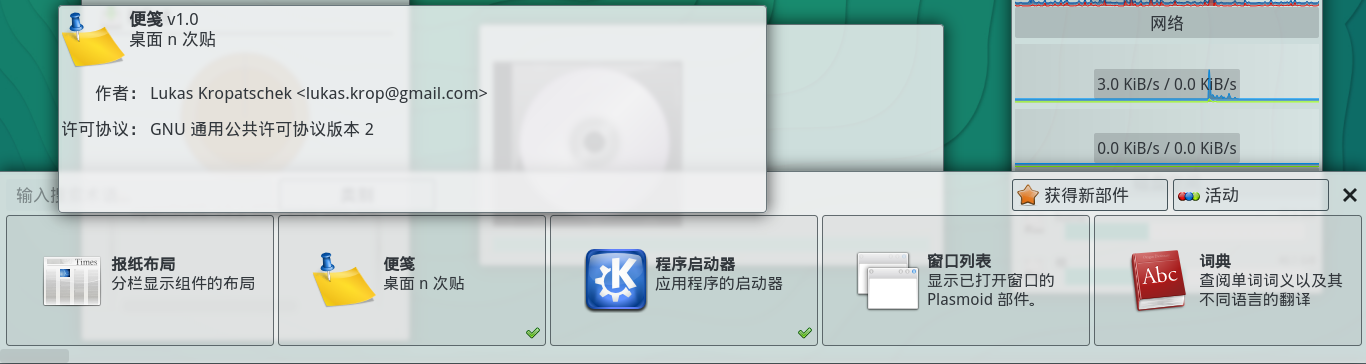 便笺 v1.0
桌面 n 次贴
作者： Lukas Kropatschek <lukas.krop@gmail.com>
许可协议： GNU 通用公共许可协议版本 2
网络
3.0 KiB/s / 0.0 KiB/s
0.0 KiB/s / 0.0 KiB/s
输入
获得新部件
活动
Times
报纸布局
分栏显示组件的布局
便笺
桌面 n 次贴
程序启动器
应用程序的启动器
窗口列表
显示已打开窗口的
Plasmoid 部件。
Abc
词典
查阅单词词义以及其
不同语言的翻译